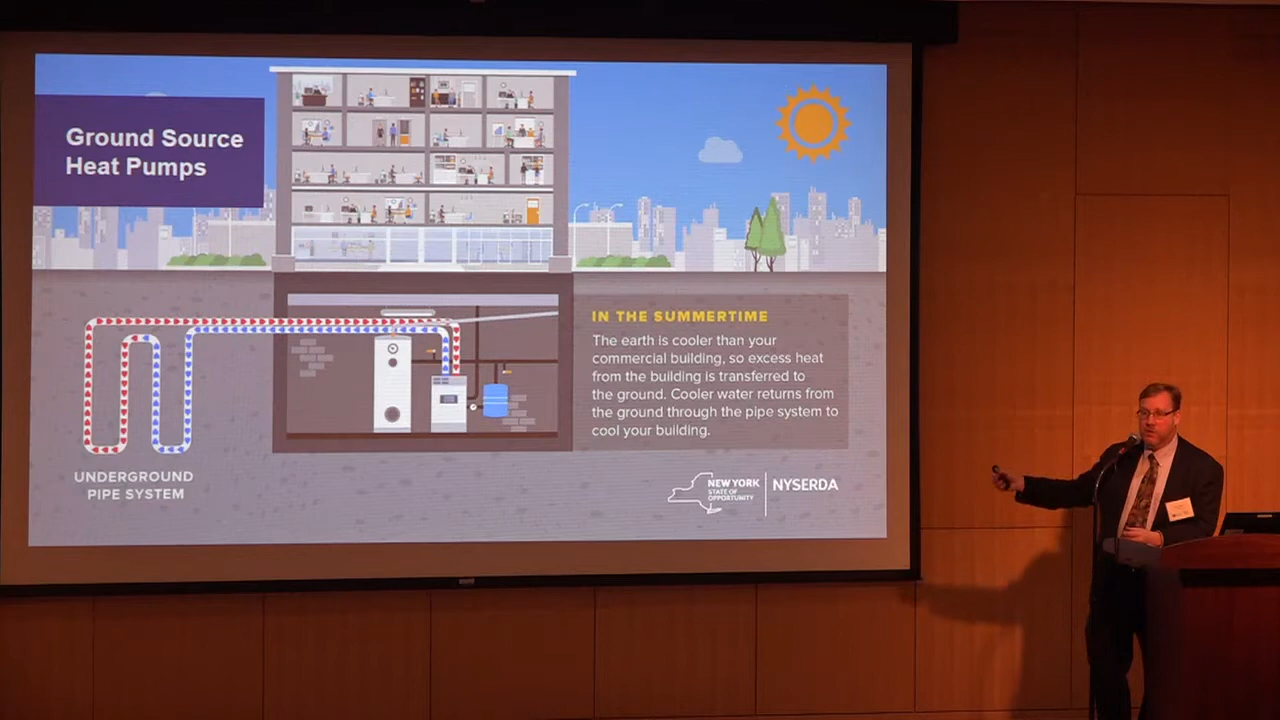 Ground Source
Heat Pumps
IN THE SUMMERTIME
The earth is cooler than your
commercial building, so excess heat
from the building is transferred to
the ground. Cooler water returns from
the ground through the pipe system to
cool your building.
UNDERGROUND
PIPE SYSTEM
NEW YORK
STATE OF
OPPORTUNITY
NYSERDA